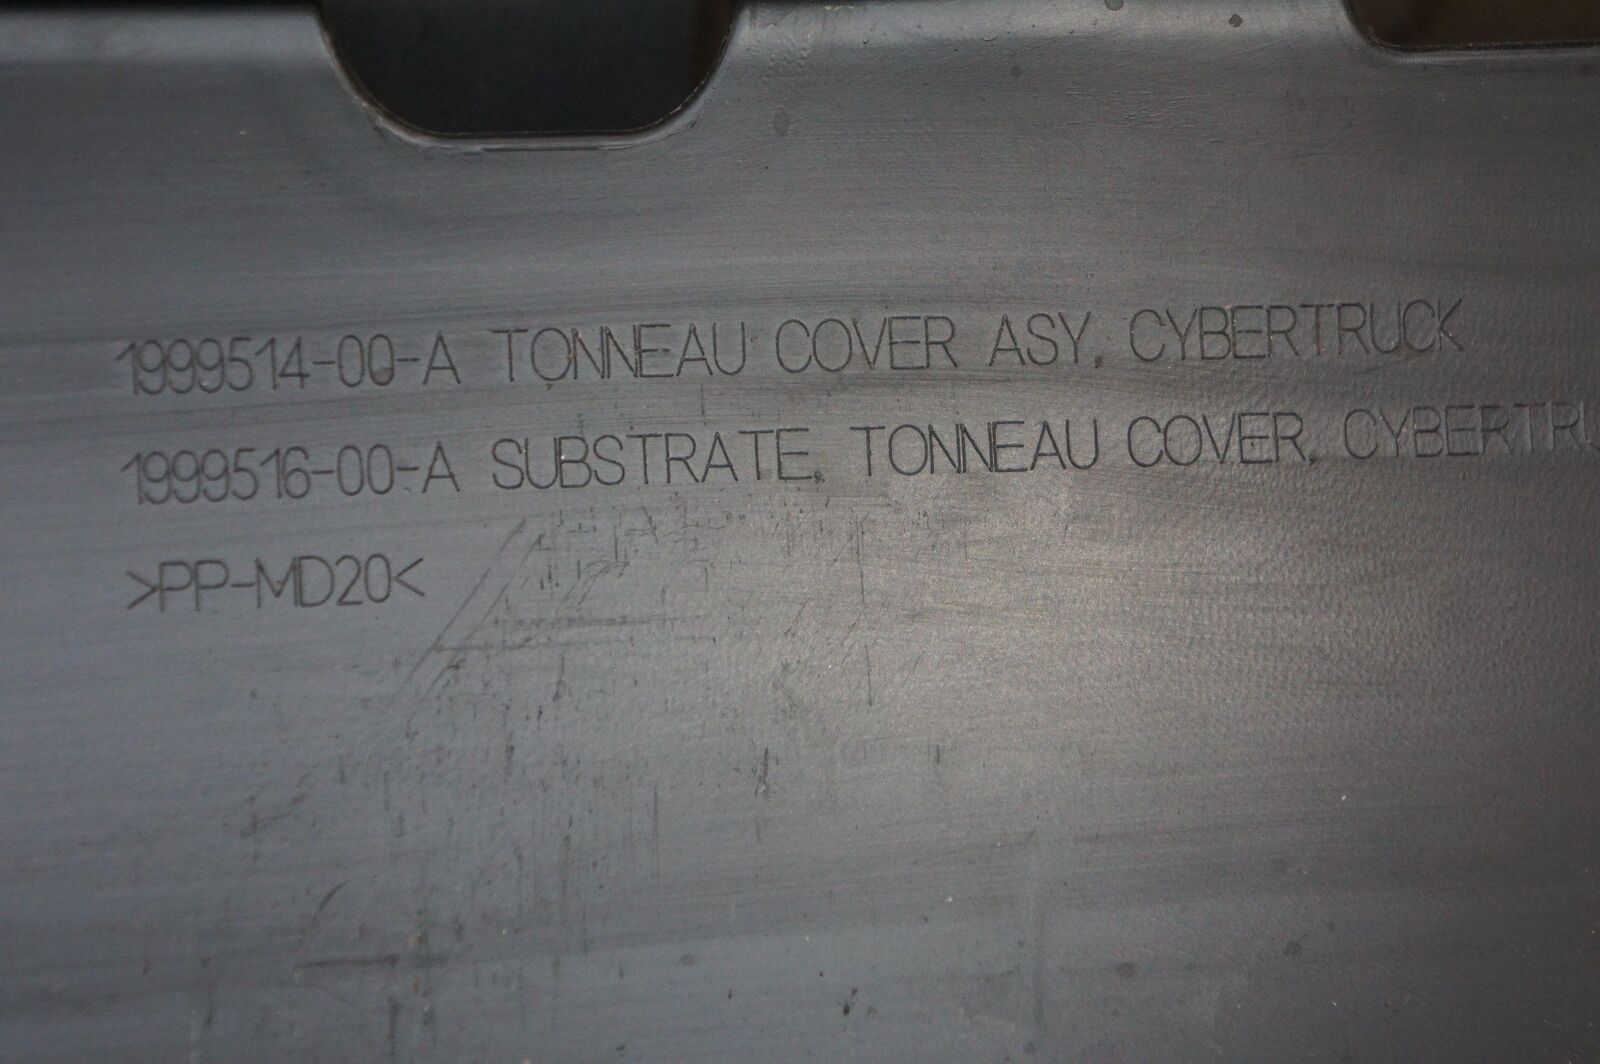 1999514-00-A TONNEAU COVER ASY, CYBERTRUCK
1999516-00-A SUBSTRATE, TONNEAU COVER, CYBERTRU
>PP-MD20<